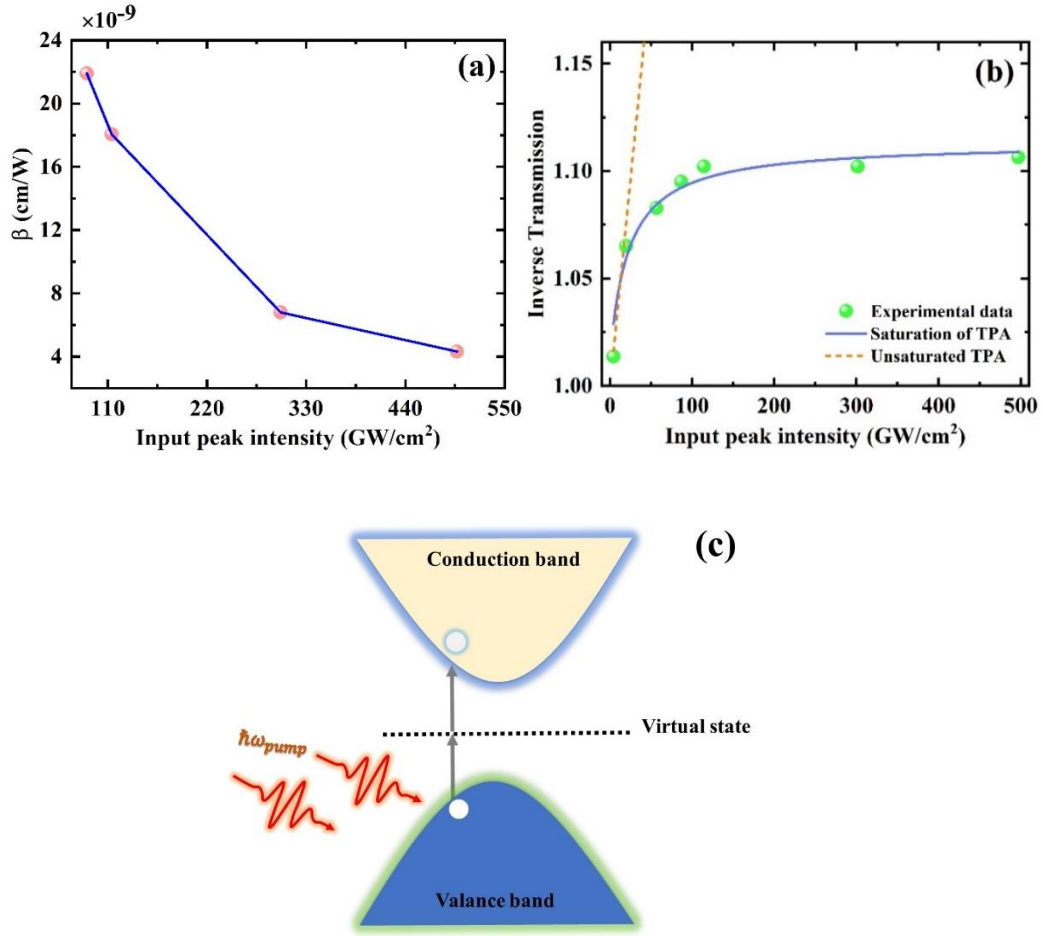 ×10⁻⁹
(a)
24
20
16
12
8
4
β (cm/W)
110 220 330 440 550
Input peak intensity (GW/cm²)
(b)
1.15
1.10
1.05
1.00
Inverse Transmission
Experimental data
Saturation of TPA
Unsaturated TPA
0 100 200 300 400 500
Input peak intensity (GW/cm²)
(c)
Conduction band
Virtual state
ℏω_pump
Valance band